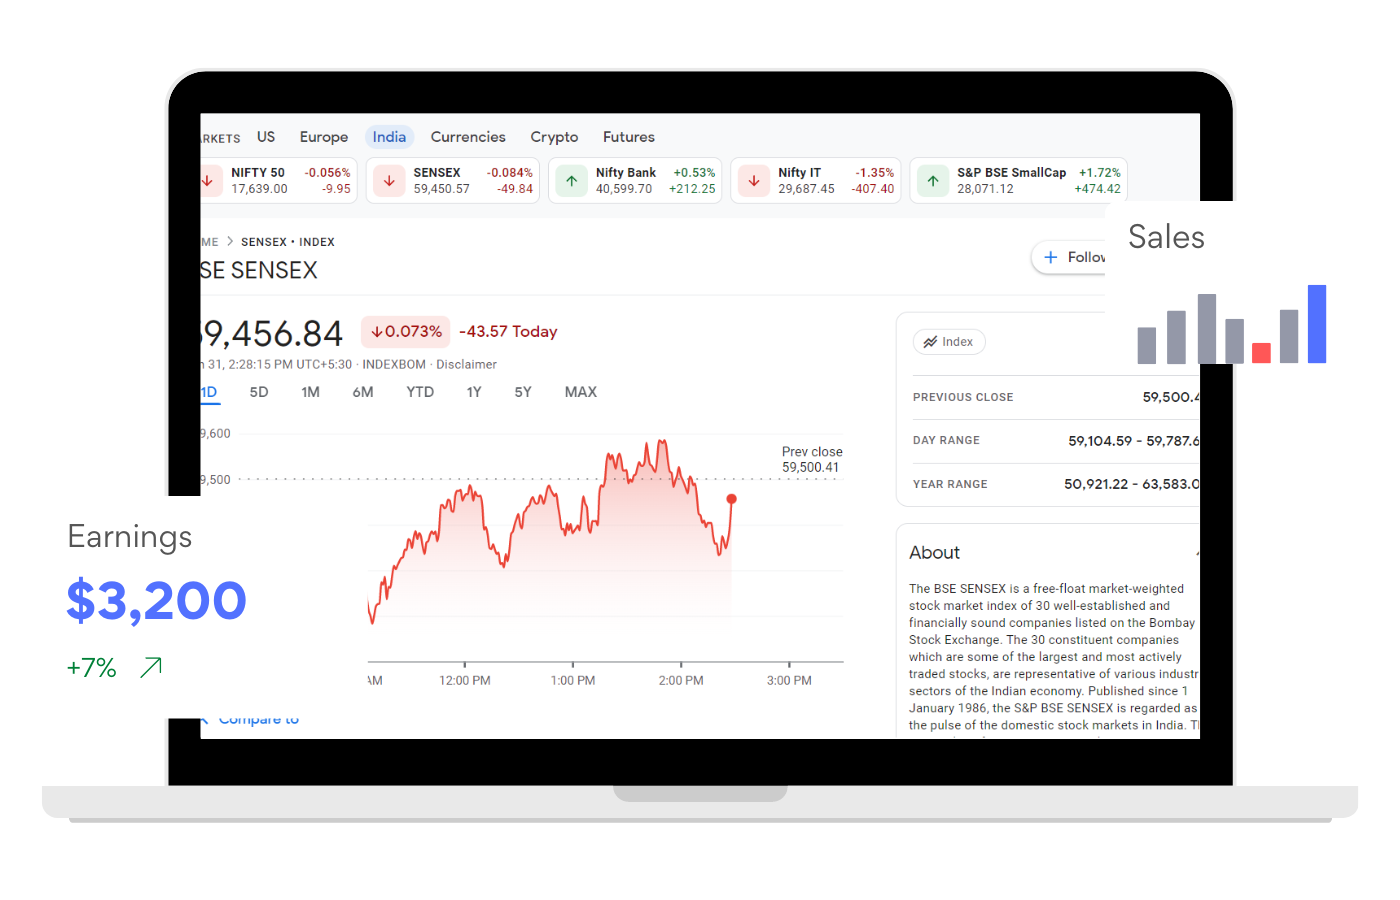 US Europe India Currencies Crypto Futures
NIFTY 50 -0.056% SENSEX -0.084% Nifty Bank +0.53% Nifty IT -1.35% S&P BSE SmallCap +1.72%
17,639.00 -9.95 59,450.57 -49.84 40,599.70 +212.25 29,687.45 -407.40 28,071.12 +474.42
SENSEX • INDEX
SENSEX
+ Follow
Sales
9,456.84 ↓0.073% -43.57 Today
31, 2:28:15 PM UTC+5:30 · INDEXBOM · Disclaimer
1D 5D 1M 6M YTD 1Y 5Y MAX
9,600
9,500
Prev close
59,500.41
12:00 PM 1:00 PM 2:00 PM 3:00 PM
Compare to
Earnings
$3,200
+7%
Index
PREVIOUS CLOSE 59,500.4
DAY RANGE 59,104.59 - 59,787.6
YEAR RANGE 50,921.22 - 63,583.0
About
The BSE SENSEX is a free-float market-weighted
stock market index of 30 well-established and
financially sound companies listed on the Bombay
Stock Exchange. The 30 constituent companies
which are some of the largest and most actively
traded stocks, are representative of various industr
sectors of the Indian economy. Published since 1
January 1986, the S&P BSE SENSEX is regarded as
the pulse of the domestic stock markets in India.